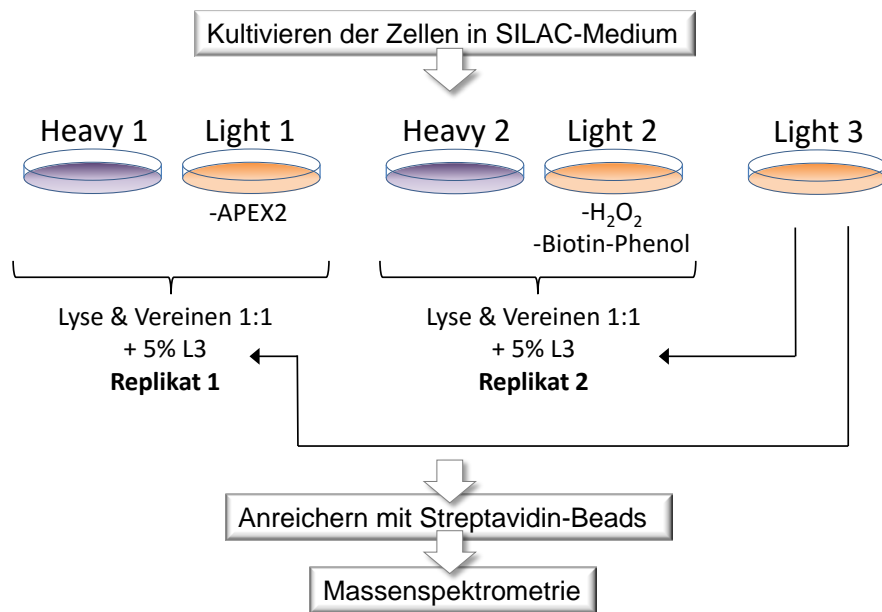 Kultivieren der Zellen in SILAC-Medium
Heavy 1 Light 1 Heavy 2 Light 2 Light 3
-APEX2 -H₂O₂
-Biotin-Phenol
Lyse & Vereinen 1:1 Lyse & Vereinen 1:1
+ 5% L3 + 5% L3
Replikat 1 Replikat 2
Anreichern mit Streptavidin-Beads
Massenspektrometrie